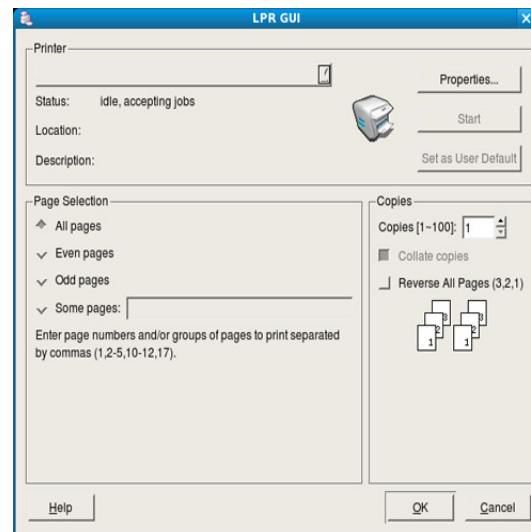 LPR GUI
Printer
Properties...
Status: idle, accepting jobs
Start
Location:
Description:
Set as User Default
Page Selection
All pages
Even pages
Odd pages
Some pages:
Enter page numbers and/or groups of pages to print separated
by commas (1,2-5,10-12,17).
Copies
Copies [1~100]: 1
Collate copies
Reverse All Pages (3,2,1)
3 3
2 2
1 1
Help
OK
Cancel